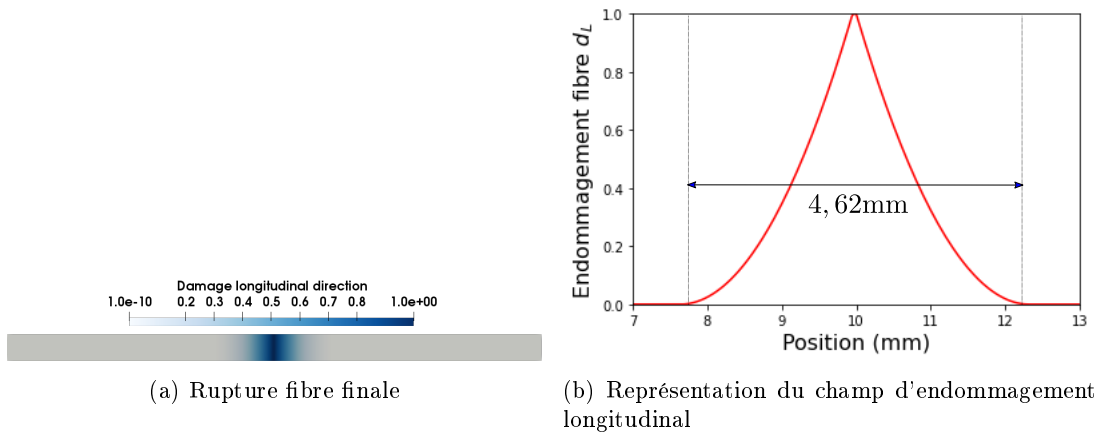 Damage longitudinal direction
1.0e-10 0.2 0.3 0.4 0.5 0.6 0.7 0.8 1.0e+00
(a) Rupture fibre finale
Endommagement fibre d_L
1.0
0.8
0.6
0.4
0.2
0.0
4, 62mm
7 8 9 10 11 12 13
Position (mm)
(b) Représentation du champ d'endommagement
longitudinal